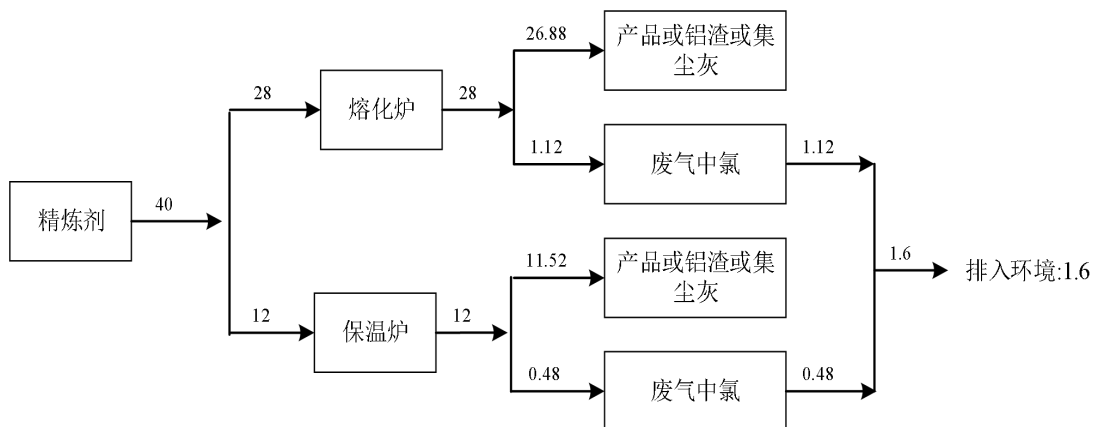 精炼剂
40
28
熔化炉
28
26.88
产品或铝渣或集
尘灰
1.12
废气中氯
1.12
12
保温炉
12
11.52
产品或铝渣或集
尘灰
0.48
废气中氯
0.48
1.6
排入环境:1.6